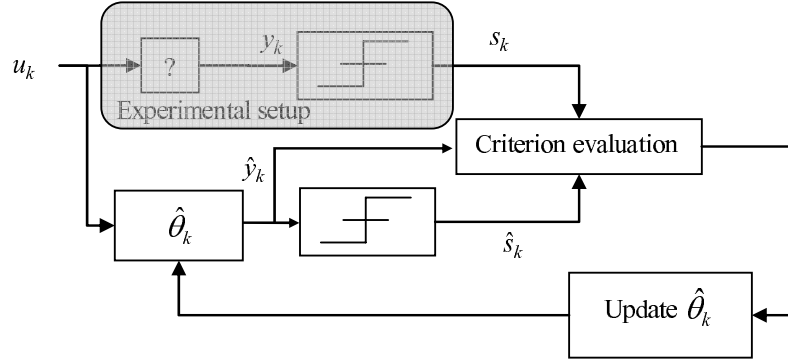 u_k
?
y_k
s_k
Experimental setup
Criterion evaluation
ŷ_k
θ̂_k
ŝ_k
Update θ̂_k